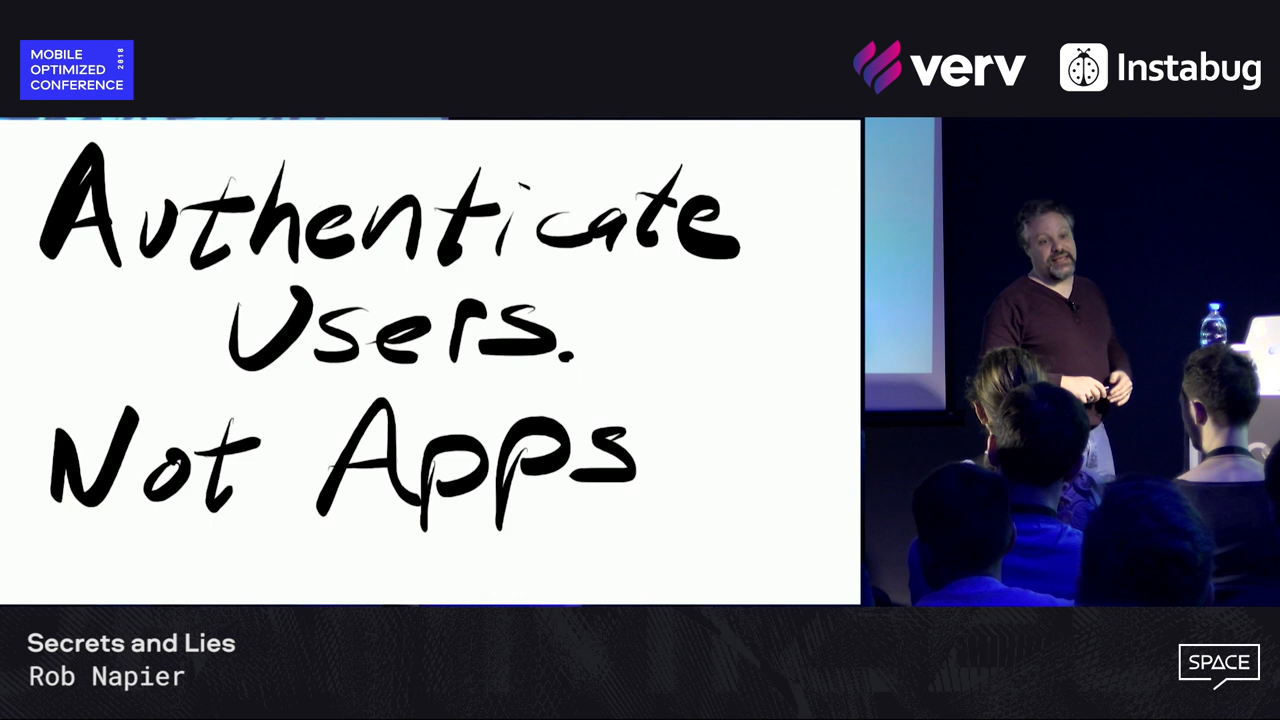 MOBILE
OPTIMIZED
CONFERENCE
2018
verv
Instabug
Authenticate
Users.
Not Apps
Secrets and Lies
Rob Napier
SPACE